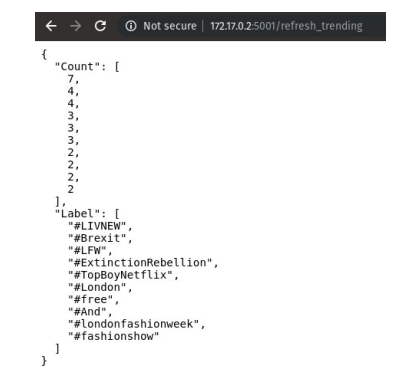 Not secure | 172.17.0.2:5001/refresh_trending
{
"Count": [
7,
4,
4,
3,
3,
3,
2,
2,
2,
2
],
"Label": [
"#LIVNEW",
"#Brexit",
"#LFW",
"#ExtinctionRebellion",
"#TopBoyNetflix",
"#London",
"#free",
"#And",
"#londonfashionweek",
"#fashionshow"
]
}